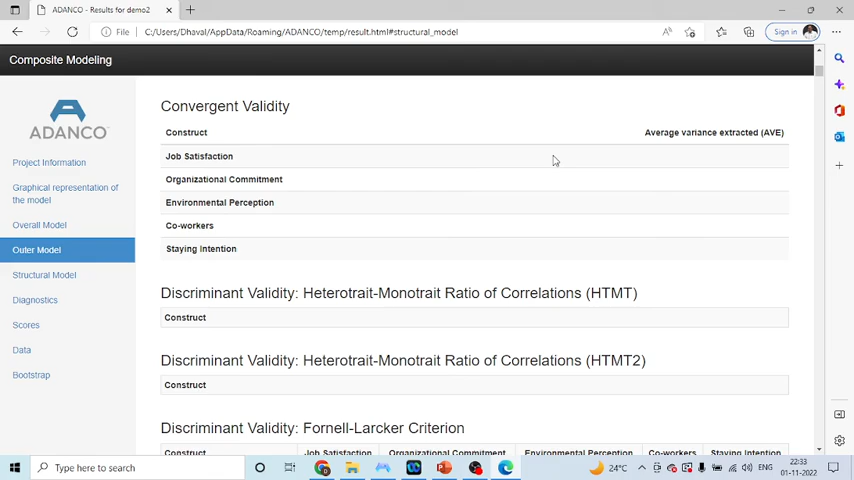 ADANCO - Results for demo2
File
C:/Users/Dhaval/AppData/Roaming/ADANCO/temp/result.html#structural_model
Sign in
Composite Modeling
ADANCO
Project Information
Graphical representation of
the model
Overall Model
Outer Model
Structural Model
Diagnostics
Scores
Data
Bootstrap
Convergent Validity
Construct Average variance extracted (AVE)
Job Satisfaction
Organizational Commitment
Environmental Perception
Co-workers
Staying Intention
Discriminant Validity: Heterotrait-Monotrait Ratio of Correlations (HTMT)
Construct
Discriminant Validity: Heterotrait-Monotrait Ratio of Correlations (HTMT2)
Construct
Discriminant Validity: Fornell-Larcker Criterion
Construct Job Satisfaction Organizational Commitment Environmental Perception Co-workers Staying Intention
Type here to search
24°C
ENG
22:33
01-11-2022